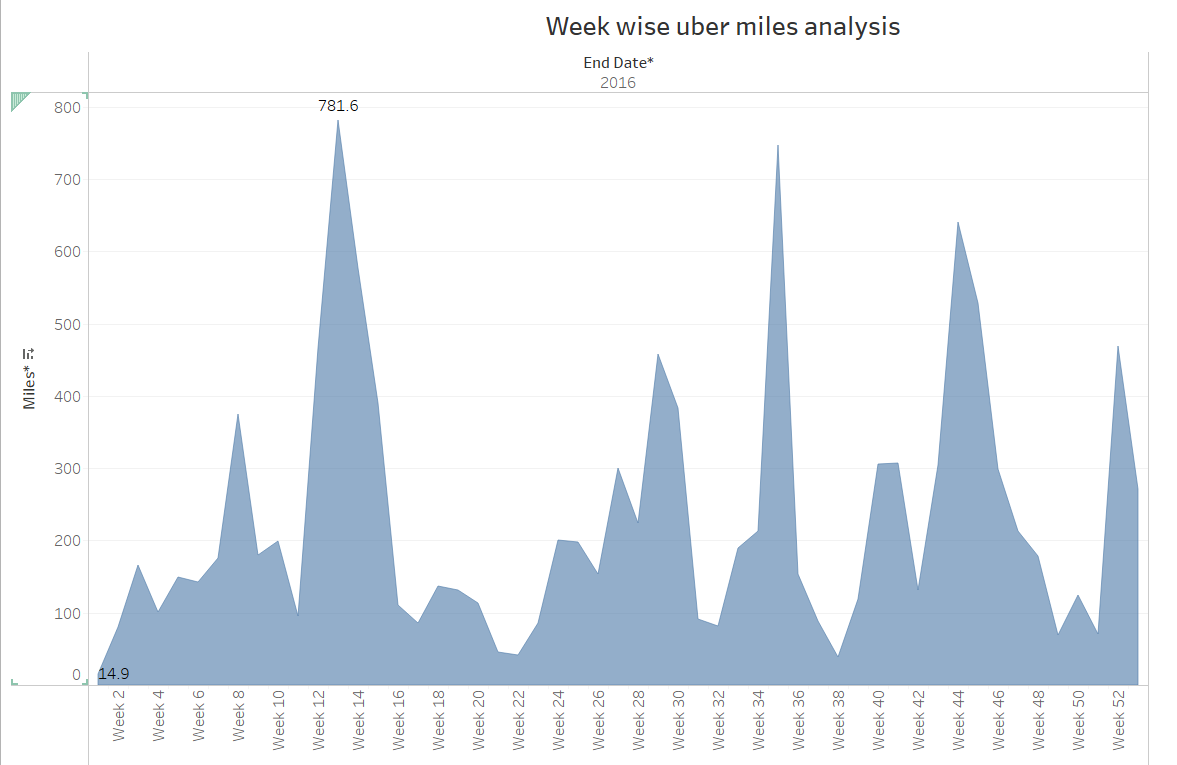 Week wise uber miles analysis
End Date*
2016
800
700
600
500
400
300
200
100
0
Miles*
781.6
14.9
Week 2
Week 4
Week 6
Week 8
Week 10
Week 12
Week 14
Week 16
Week 18
Week 20
Week 22
Week 24
Week 26
Week 28
Week 30
Week 32
Week 34
Week 36
Week 38
Week 40
Week 42
Week 44
Week 46
Week 48
Week 50
Week 52